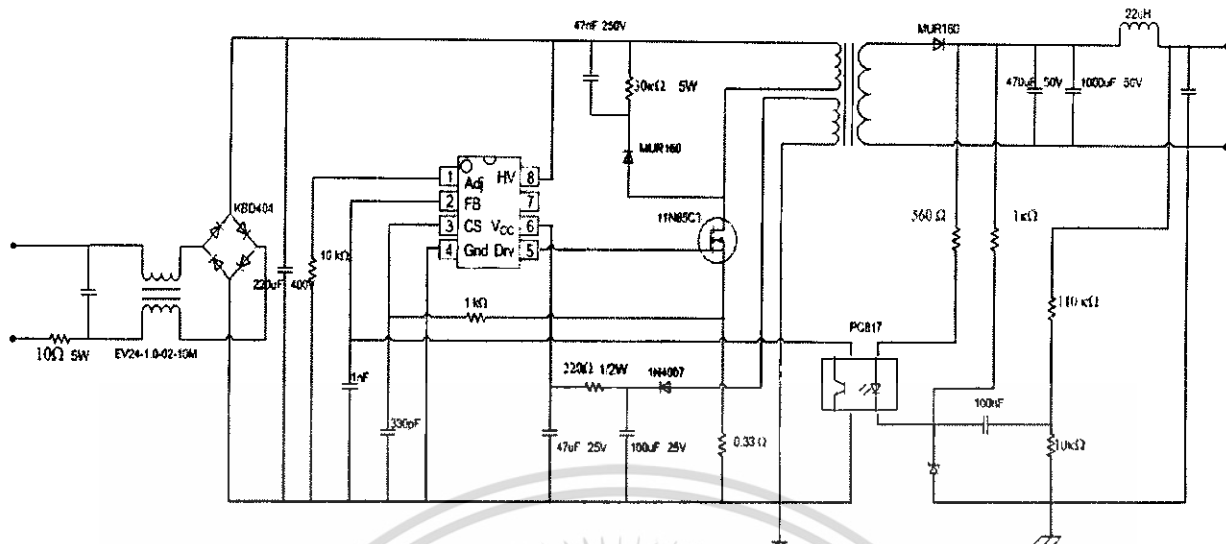 22uH
47nF 250V
MUR160
30kΩ 5W
470uF 50V
1000uF 50V
MUR160
1 Adj HV 8
2 FB 7
3 CS VCC 6
4 Gnd Drv 5
KBD404
11N65C3
560 Ω
1kΩ
10 kΩ
220uF 400V
110 kΩ
1 kΩ
PC817
10Ω 5W
EV24-1.0-02-10M
220Ω 1/2W
1N4007
1nF
100nF
330pF
47uF 25V
100uF 25V
0.33 Ω
10kΩ